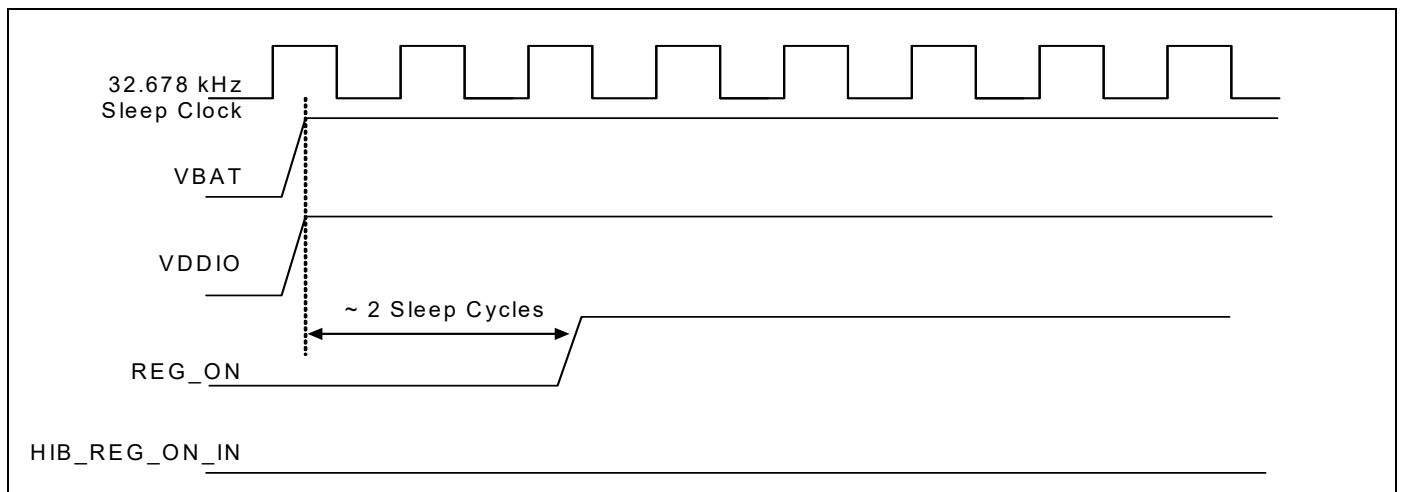 32.678 kHz
Sleep Clock
VBAT
VDDIO
~ 2 Sleep Cycles
REG_ON
HIB_REG_ON_IN